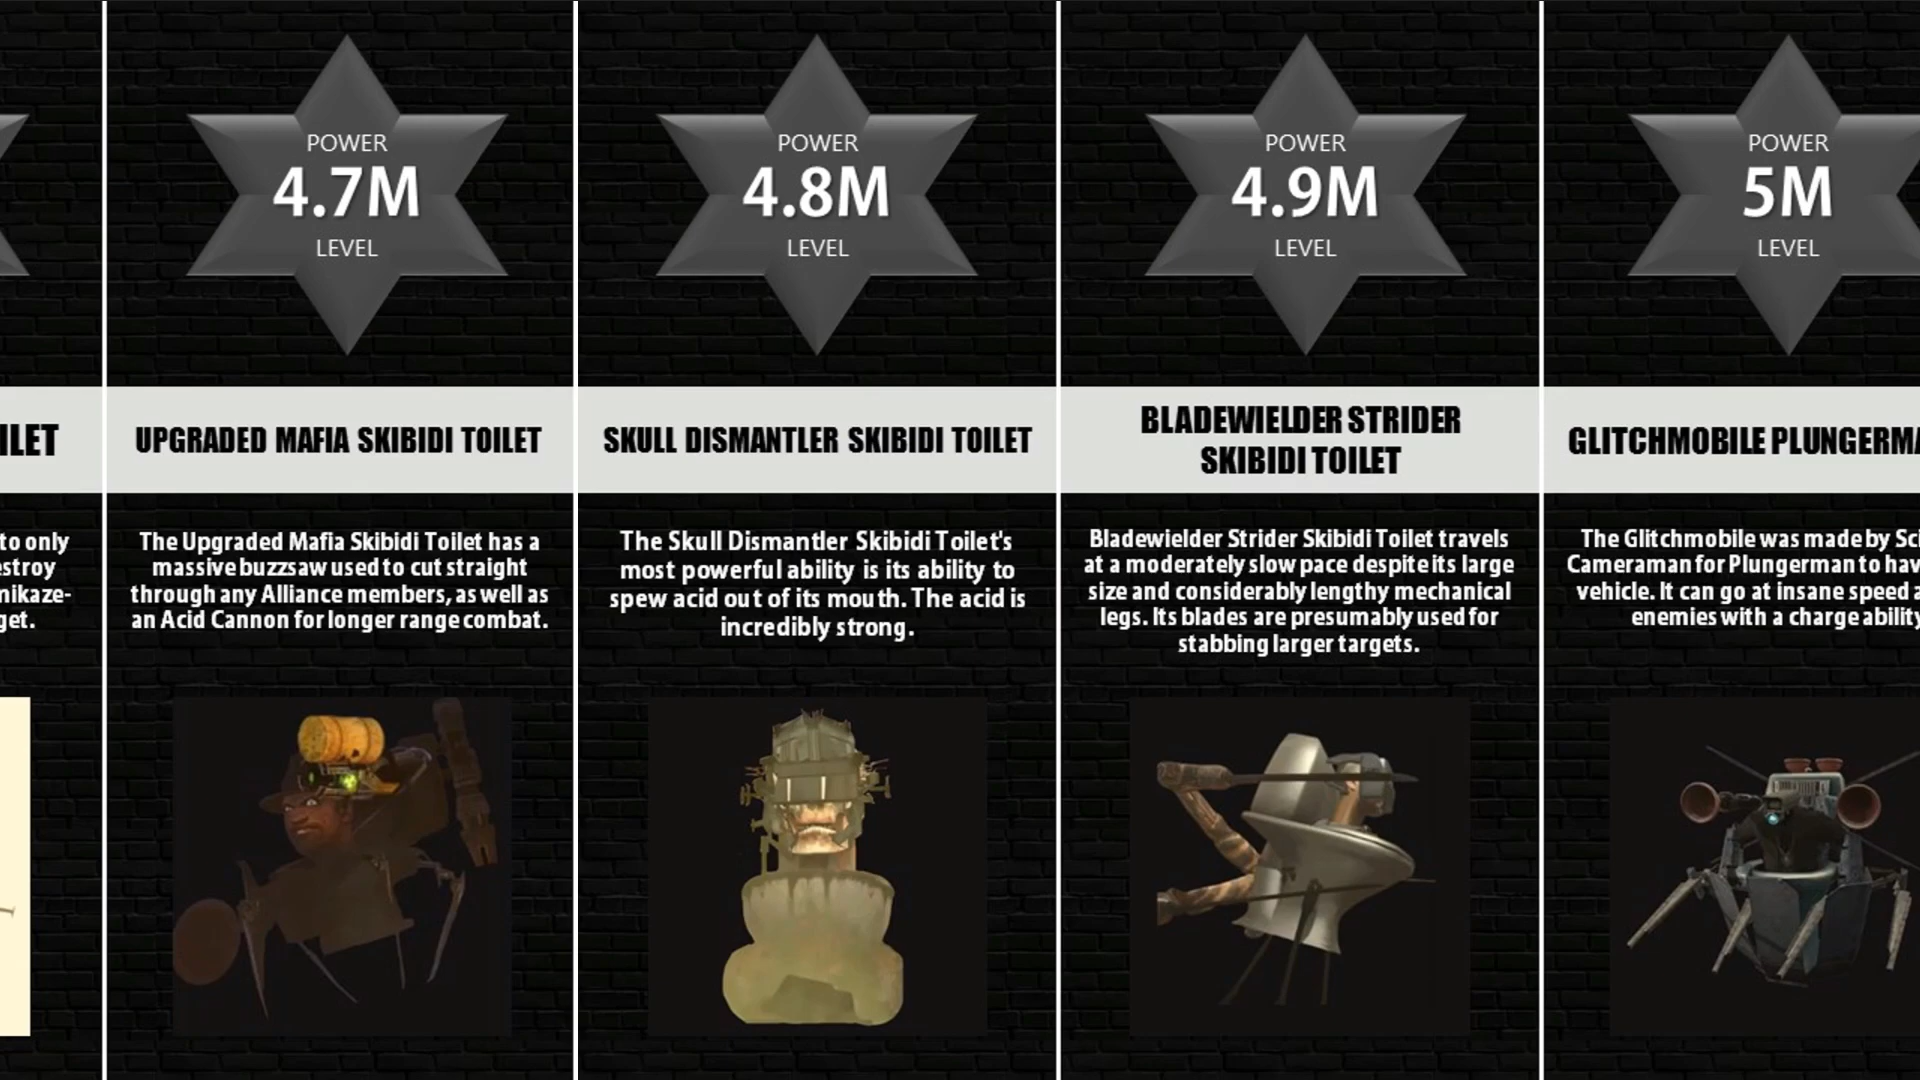 ILET
to only
estroy
mikaze-
get.
POWER
4.7M
LEVEL
UPGRADED MAFIA SKIBIDI TOILET
The Upgraded Mafia Skibidi Toilet has a
massive buzzsaw used to cut straight
through any Alliance members, as well as
an Acid Cannon for longer range combat.
POWER
4.8M
LEVEL
SKULL DISMANTLER SKIBIDI TOILET
The Skull Dismantler Skibidi Toilet's
most powerful ability is its ability to
spew acid out of its mouth. The acid is
incredibly strong.
POWER
4.9M
LEVEL
BLADEWIELDER STRIDER
SKIBIDI TOILET
Bladewielder Strider Skibidi Toilet travels
at a moderately slow pace despite its large
size and considerably lengthy mechanical
legs. Its blades are presumably used for
stabbing larger targets.
POWER
5M
LEVEL
GLITCHMOBILE PLUNGERMA
The Glitchmobile was made by Sci
Cameraman for Plungerman to hav
vehicle. It can go at insane speed a
enemies with a charge ability